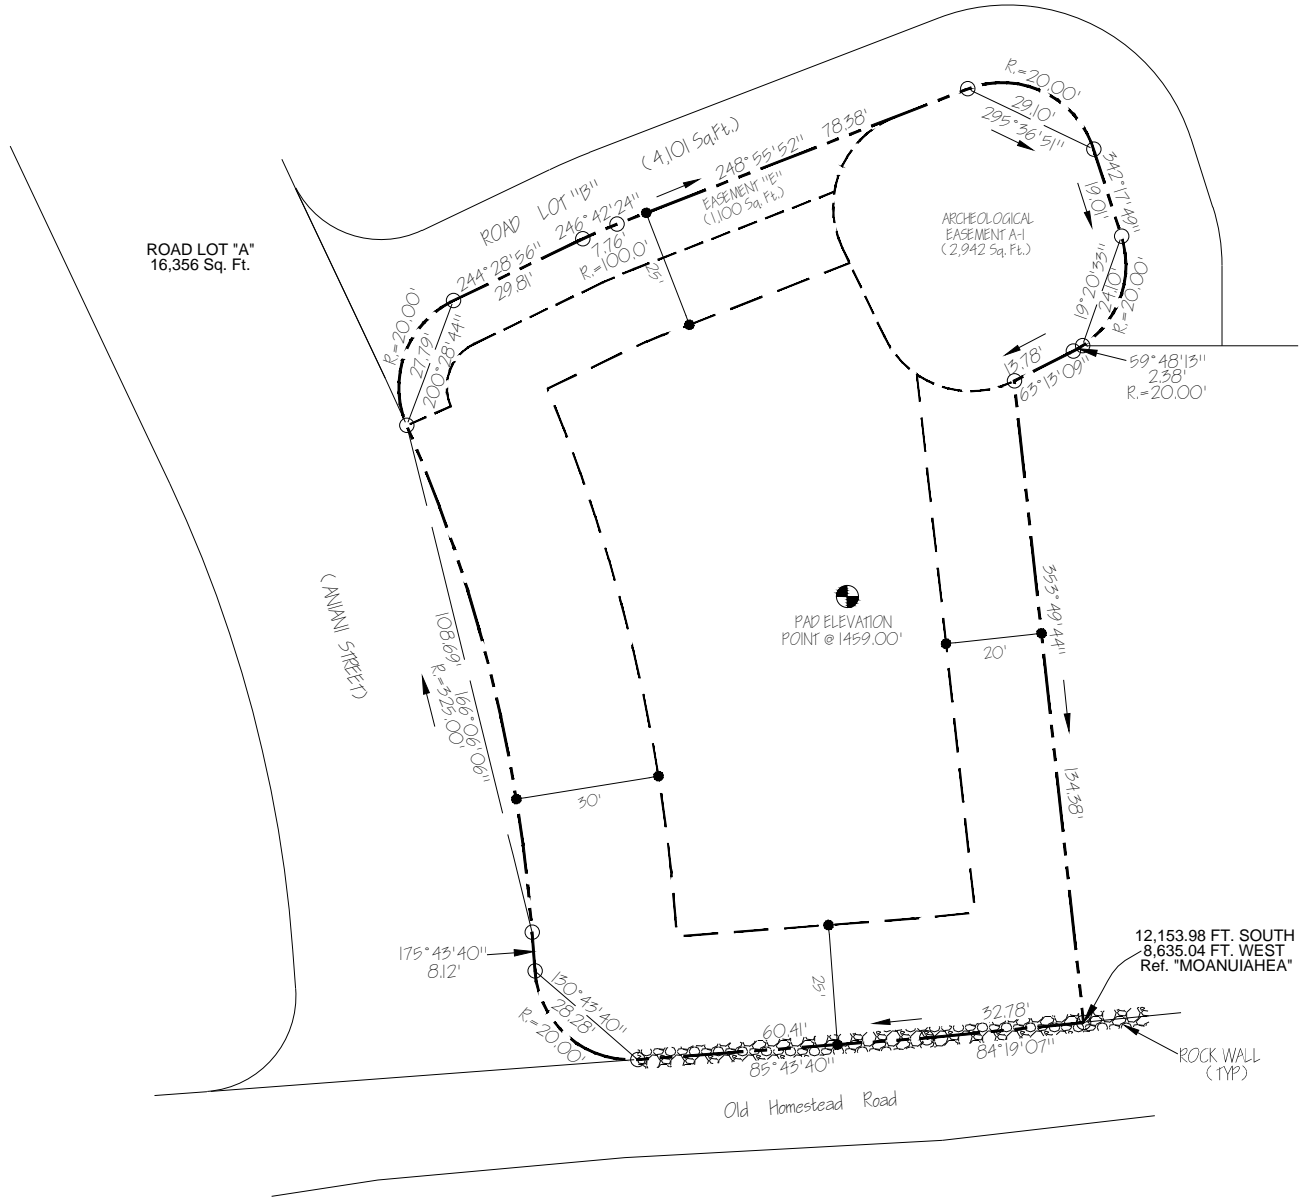 R.=20.00'
29.10'
295°36'51"
78.38'
(4,101 Sq.Ft.)
248°55'52"
EASEMENT "E"
(1,100 Sq. Ft.)
342°17'49"
19.01'
ROAD LOT "B"
246°42'24"
7.76'
R.=100.0'
25'
ARCHEOLOGICAL
EASEMENT A-1
(2,942 Sq. Ft.)
ROAD LOT "A"
16,356 Sq. Ft.
244°28'56"
29.81'
19°20'33"
24.10'
R.=20.00'
R.=20.00'
27.79'
200°28'44"
13.78'
63°13'09"
59°48'13"
2.38'
R.=20.00'
(ANIANI STREET)
PAD ELEVATION
POINT @ 1459.00'
353°49'44"
134.38'
20'
108.69'
166°06'06"
R.=325.00'
30'
175°43'40"
8.12'
130°43'40"
28.28'
R.=20.00'
25'
12,153.98 FT. SOUTH
8,635.04 FT. WEST
Ref. "MOANUIAHEA"
60.41'
85°43'40"
32.78'
84°19'07"
ROCK WALL
(TYP)
Old Homestead Road